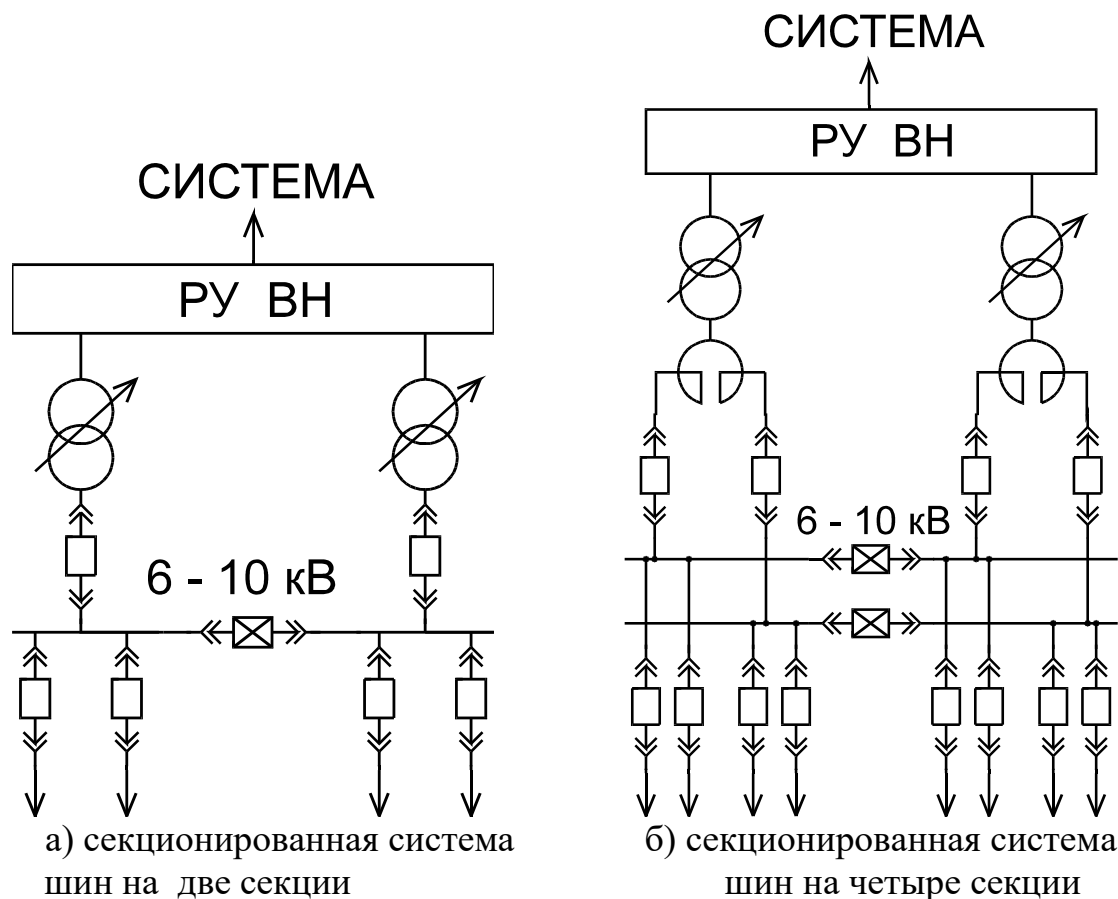 СИСТЕМА
РУ ВН
6 - 10 кВ
а) секционированная система
шин на две секции
СИСТЕМА
РУ ВН
6 - 10 кВ
б) секционированная система
шин на четыре секции